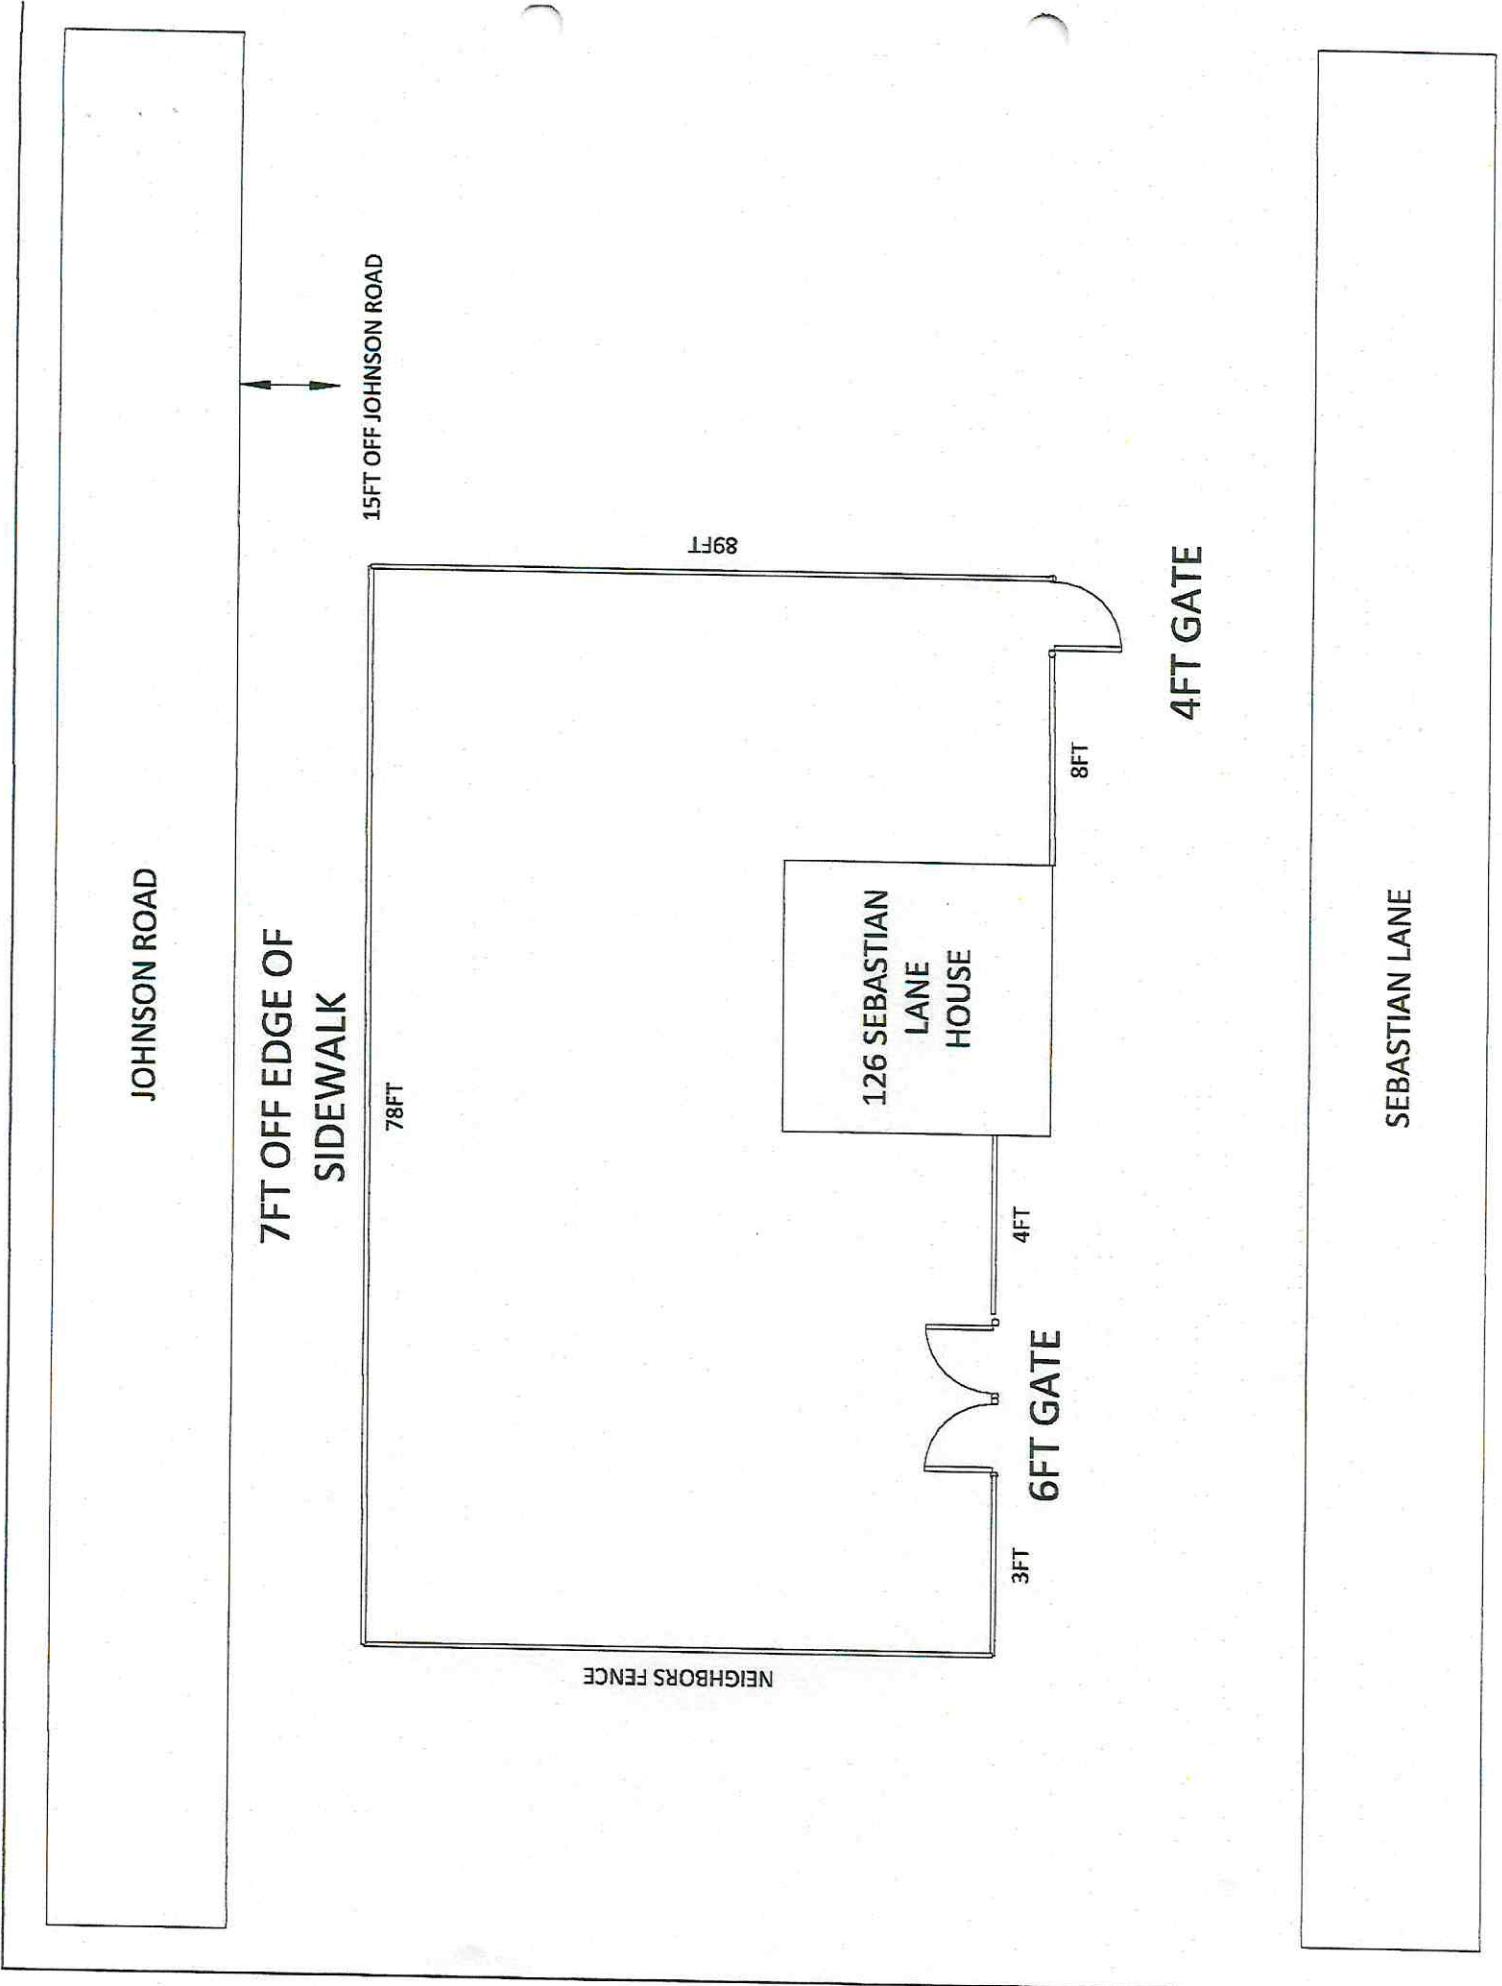 JOHNSON ROAD
7FT OFF EDGE OF
SIDEWALK
15FT OFF JOHNSON ROAD
78FT
NEIGHBORS FENCE
89FT
126 SEBASTIAN
LANE
HOUSE
3FT
6FT GATE
4FT
8FT
4FT GATE
SEBASTIAN LANE